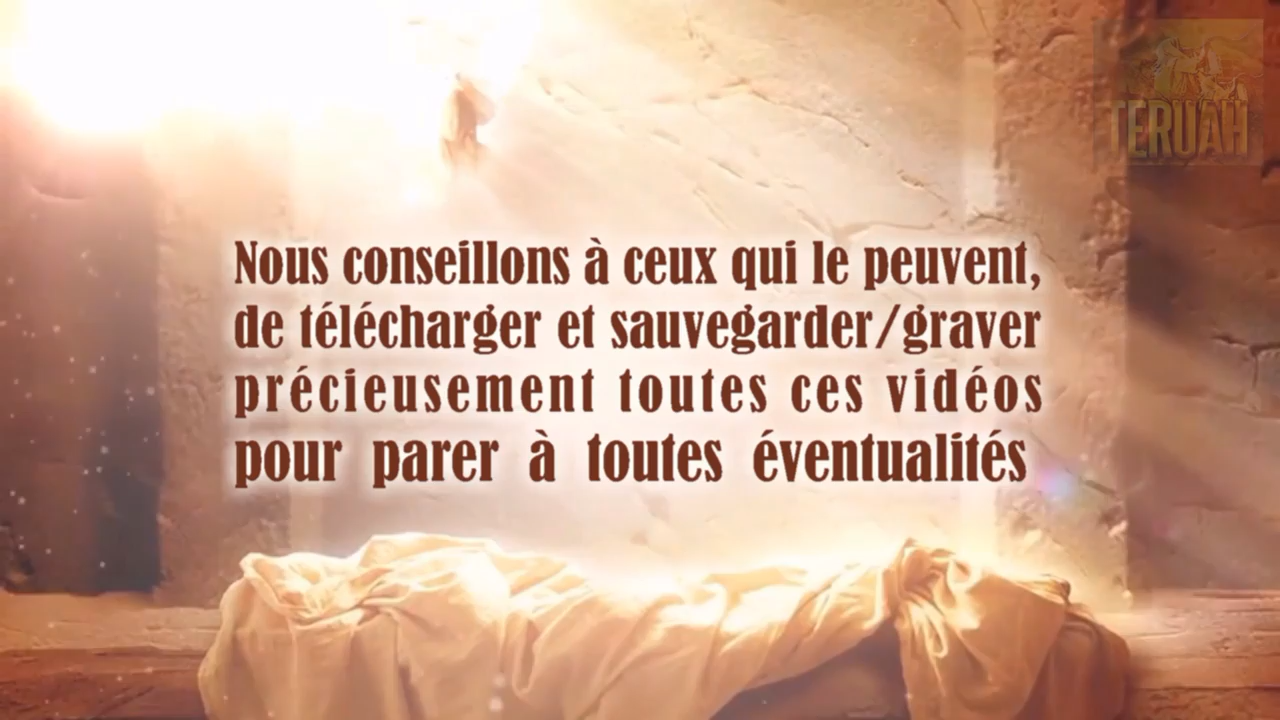 TERUAH
Nous conseillons à ceux qui le peuvent,
de télécharger et sauvegarder/graver
précieusement toutes ces vidéos
pour parer à toutes éventualités